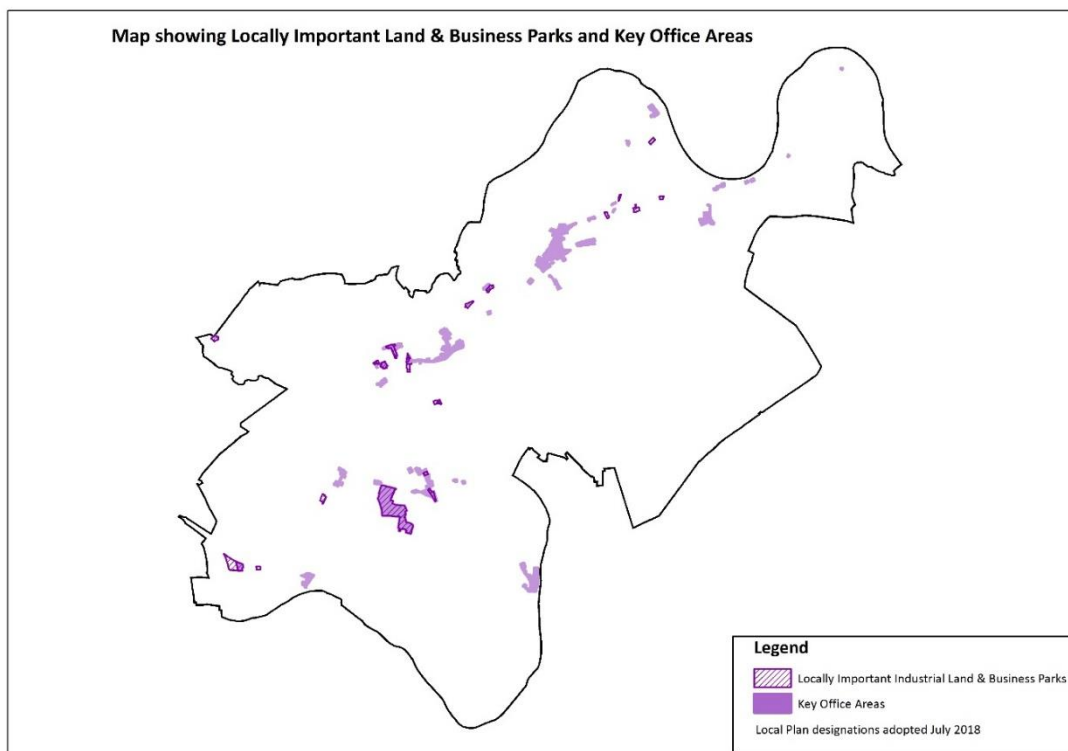 Map showing Locally Important Land & Business Parks and Key Office Areas
Legend
Locally Important Industrial Land & Business Parks
Key Office Areas
Local Plan designations adopted July 2018